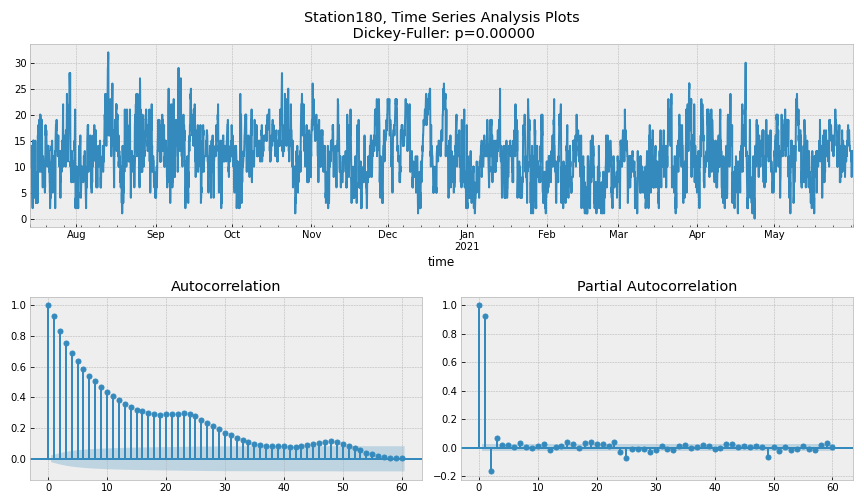 Station180, Time Series Analysis Plots
Dickey-Fuller: p=0.00000
30
25
20
15
10
5
0
Aug Sep Oct Nov Dec Jan Feb Mar Apr May
2021
time
Autocorrelation
1.0
0.8
0.6
0.4
0.2
0.0
0 10 20 30 40 50 60
Partial Autocorrelation
1.0
0.8
0.6
0.4
0.2
0.0
−0.2
0 10 20 30 40 50 60